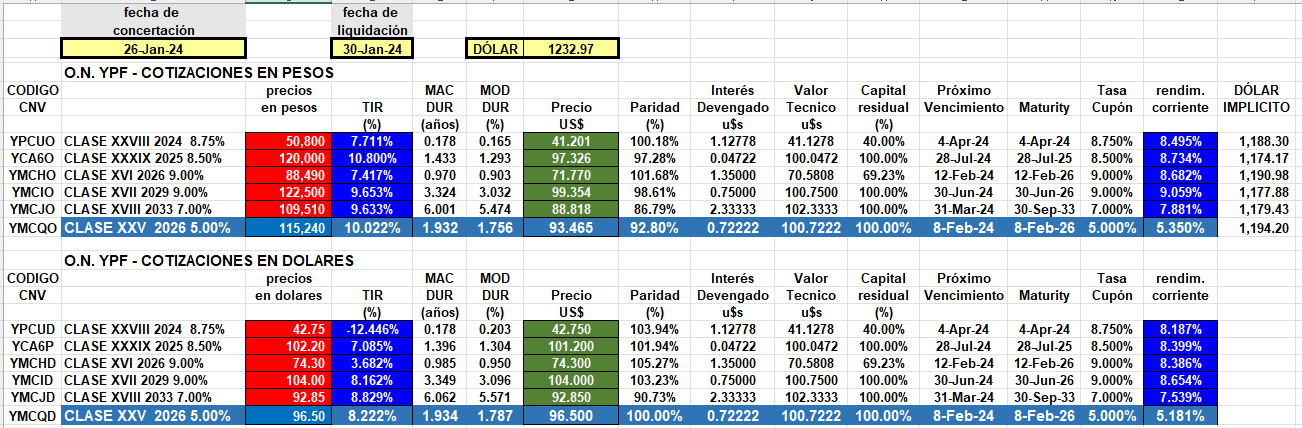 fecha de fecha de
concertación liquidación
26-Jan-24 30-Jan-24 DÓLAR 1232.97
O.N. YPF - COTIZACIONES EN PESOS
CODIGO precios MAC MOD Interés Valor Capital Próximo Tasa rendim. DÓLAR
CNV en pesos TIR DUR DUR Precio Paridad Devengado Tecnico residual Vencimiento Maturity Cupón corriente IMPLICITO
(%) (años) (%) US$ (%) u$s u$s (%)
YPCUO CLASE XXVIII 2024 8.75% 50,800 7.711% 0.178 0.165 41.201 100.18% 1.12778 41.1278 40.00% 4-Apr-24 4-Apr-24 8.750% 8.495% 1,188.30
YCA6O CLASE XXXIX 2025 8.50% 120,000 10.800% 1.433 1.293 97.326 97.28% 0.04722 100.0472 100.00% 28-Jul-24 28-Jul-25 8.500% 8.734% 1,174.17
YMCHO CLASE XVI 2026 9.00% 88,490 7.417% 0.970 0.903 71.770 101.68% 1.35000 70.5808 69.23% 12-Feb-24 12-Feb-26 9.000% 8.682% 1,190.98
YMCIO CLASE XVII 2029 9.00% 122,500 9.653% 3.324 3.032 99.354 98.61% 0.75000 100.7500 100.00% 30-Jun-24 30-Jun-29 9.000% 9.059% 1,177.88
YMCJO CLASE XVIII 2033 7.00% 109,510 9.633% 6.001 5.474 88.818 86.79% 2.33333 102.3333 100.00% 31-Mar-24 30-Sep-33 7.000% 7.881% 1,179.43
YMCQO CLASE XXV 2026 5.00% 115,240 10.022% 1.932 1.756 93.465 92.80% 0.72222 100.7222 100.00% 8-Feb-24 8-Feb-26 5.000% 5.350% 1,194.20
O.N. YPF - COTIZACIONES EN DOLARES
CODIGO precios MAC MOD Interés Valor Capital Próximo Tasa rendim.
CNV en dolares TIR DUR DUR Precio Paridad Devengado Tecnico residual Vencimiento Maturity Cupón corriente
(%) (años) (%) US$ (%) u$s u$s (%)
YPCUD CLASE XXVIII 2024 8.75% 42.75 -12.446% 0.178 0.203 42.750 103.94% 1.12778 41.1278 40.00% 4-Apr-24 4-Apr-24 8.750% 8.187%
YCA6P CLASE XXXIX 2025 8.50% 102.20 7.085% 1.396 1.304 101.200 101.94% 0.04722 100.0472 100.00% 28-Jul-24 28-Jul-25 8.500% 8.399%
YMCHD CLASE XVI 2026 9.00% 74.30 3.682% 0.985 0.950 74.300 105.27% 1.35000 70.5808 69.23% 12-Feb-24 12-Feb-26 9.000% 8.386%
YMCID CLASE XVII 2029 9.00% 104.00 8.162% 3.349 3.096 104.000 103.23% 0.75000 100.7500 100.00% 30-Jun-24 30-Jun-29 9.000% 8.654%
YMCJD CLASE XVIII 2033 7.00% 92.85 8.829% 6.062 5.571 92.850 90.73% 2.33333 102.3333 100.00% 31-Mar-24 30-Sep-33 7.000% 7.539%
YMCQD CLASE XXV 2026 5.00% 96.50 8.222% 1.934 1.787 96.500 100.00% 0.72222 100.7222 100.00% 8-Feb-24 8-Feb-26 5.000% 5.181%